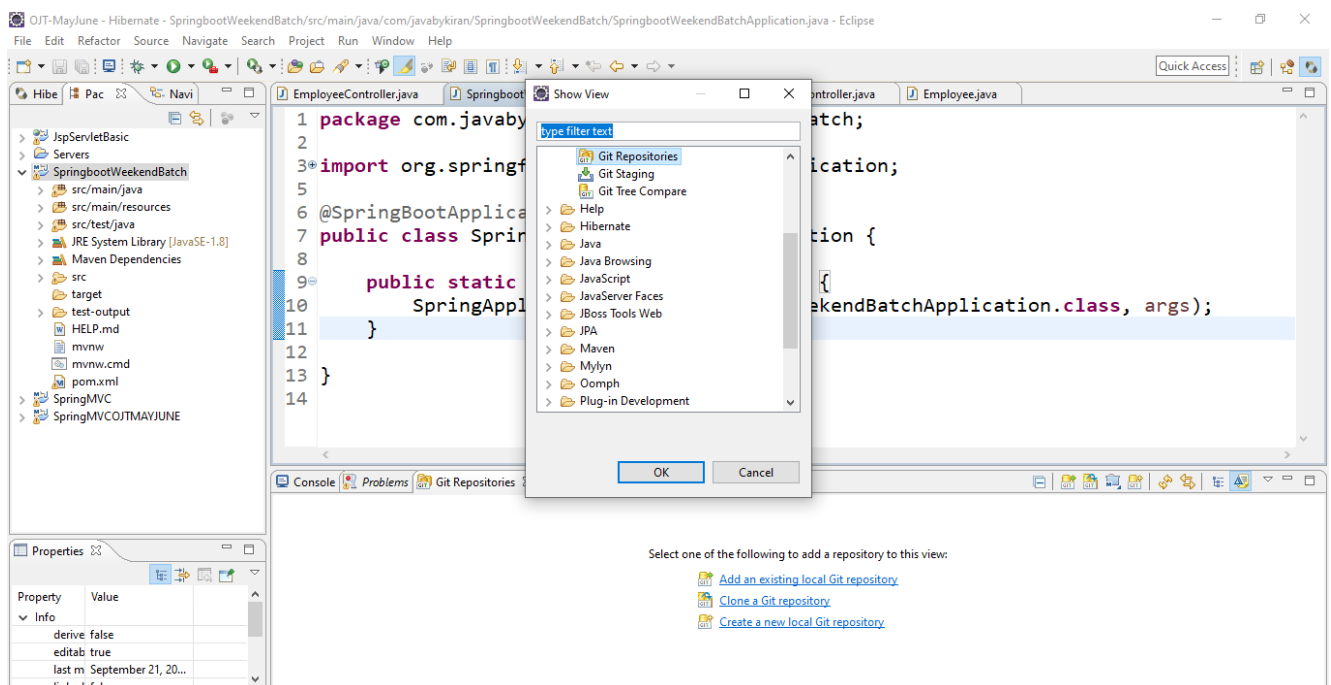 OJT-MayJune - Hibernate - SpringbootWeekendBatch/src/main/java/com/javabykiran/SpringbootWeekendBatch/SpringbootWeekendBatchApplication.java - Eclipse
File Edit Refactor Source Navigate Search Project Run Window Help
Quick Access
Hibe Pac Navi
EmployeeController.java Springboot ontroller.java Employee.java
JspServletBasic
Servers
SpringbootWeekendBatch
src/main/java
src/main/resources
src/test/java
JRE System Library [JavaSE-1.8]
Maven Dependencies
src
target
test-output
HELP.md
mvnw
mvnw.cmd
pom.xml
SpringMVC
SpringMVCOJTMAYJUNE
1 package com.javaby atch;
2
3 import org.springf ication;
5
6 @SpringBootApplica
7 public class Sprin tion {
8
9 public static {
10 SpringAppl ekendBatchApplication.class, args);
11 }
12
13 }
14
Show View
type filter text
Git Repositories
Git Staging
Git Tree Compare
Help
Hibernate
Java
Java Browsing
JavaScript
JavaServer Faces
JBoss Tools Web
JPA
Maven
Mylyn
Oomph
Plug-in Development
OK Cancel
Console Problems Git Repositories
Select one of the following to add a repository to this view:
Add an existing local Git repository
Clone a Git repository
Create a new local Git repository
Properties
Property Value
Info
derive false
editab true
last m September 21, 20...